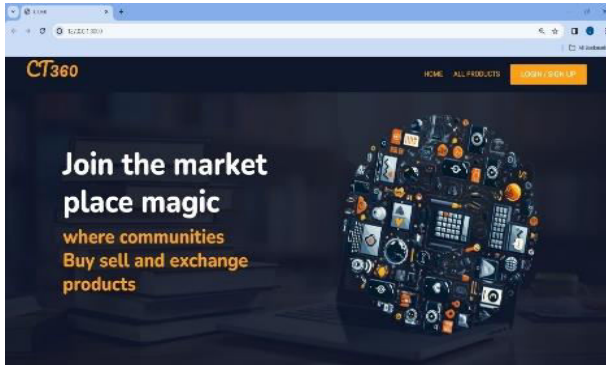 CT360
HOME ALL PRODUCTS LOGIN / SIGN UP
Join the market
place magic
where communities
Buy sell and exchange
products